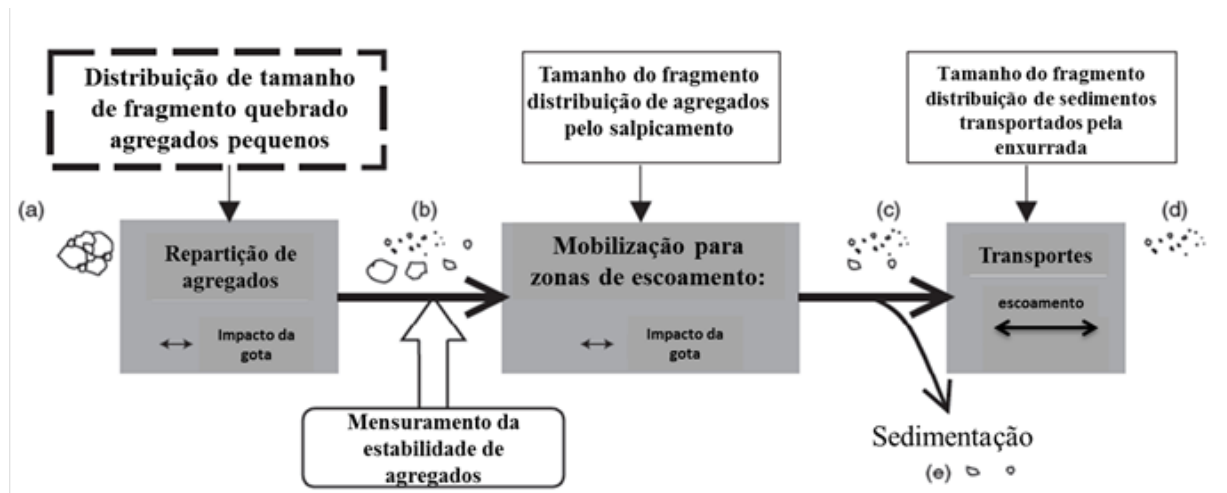 Distribuição de tamanho
de fragmento quebrado
agregados pequenos
Tamanho do fragmento
distribuição de agregados
pelo salpicamento
Tamanho do fragmento
distribuição de sedimentos
transportados pela
enxurrada
(a)
(b)
(c)
(d)
Repartição de
agregados
Impacto da
gota
Mobilização para
zonas de escoamento:
Impacto da
gota
Transportes
escoamento
Mensuramento da
estabilidade de
agregados
Sedimentação
(e)